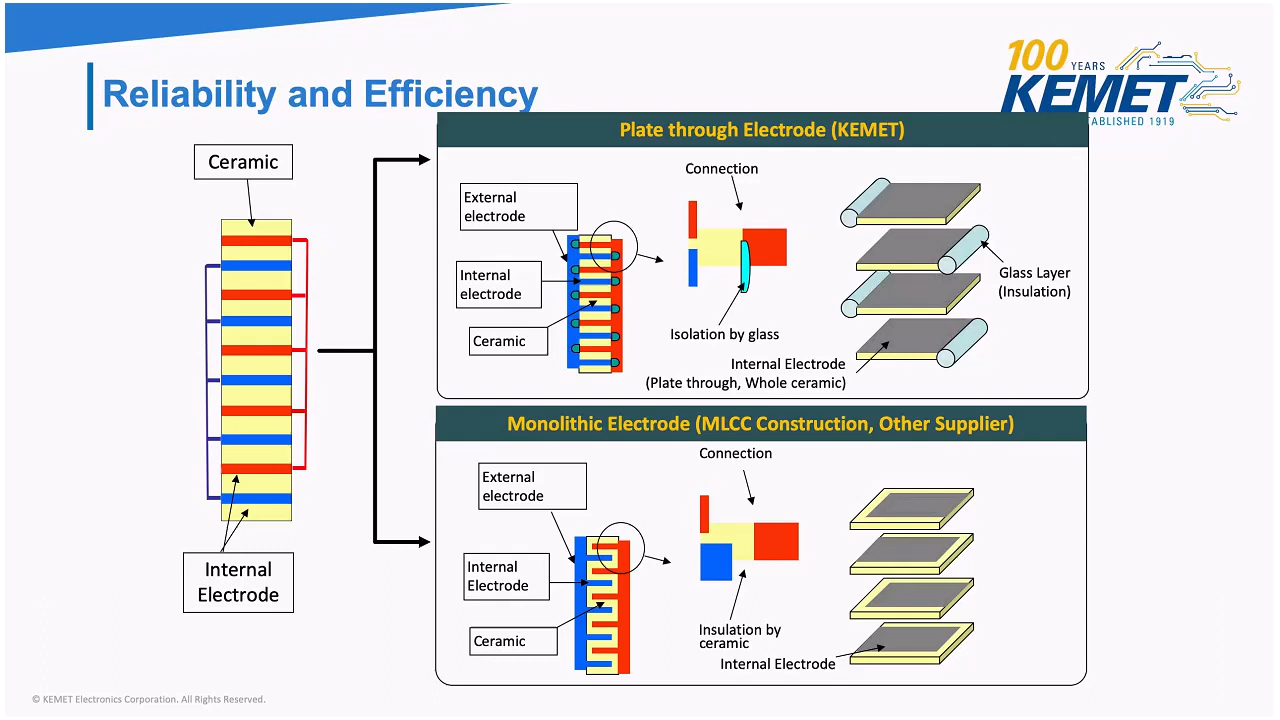 Reliability and Efficiency
100 YEARS
KEMET
ESTABLISHED 1919
Ceramic
Internal
Electrode
Plate through Electrode (KEMET)
External
electrode
Internal
electrode
Ceramic
Connection
Isolation by glass
Glass Layer
(Insulation)
Internal Electrode
(Plate through, Whole ceramic)
Monolithic Electrode (MLCC Construction, Other Supplier)
External
electrode
Internal
Electrode
Ceramic
Connection
Insulation by
ceramic
Internal Electrode
© KEMET Electronics Corporation. All Rights Reserved.